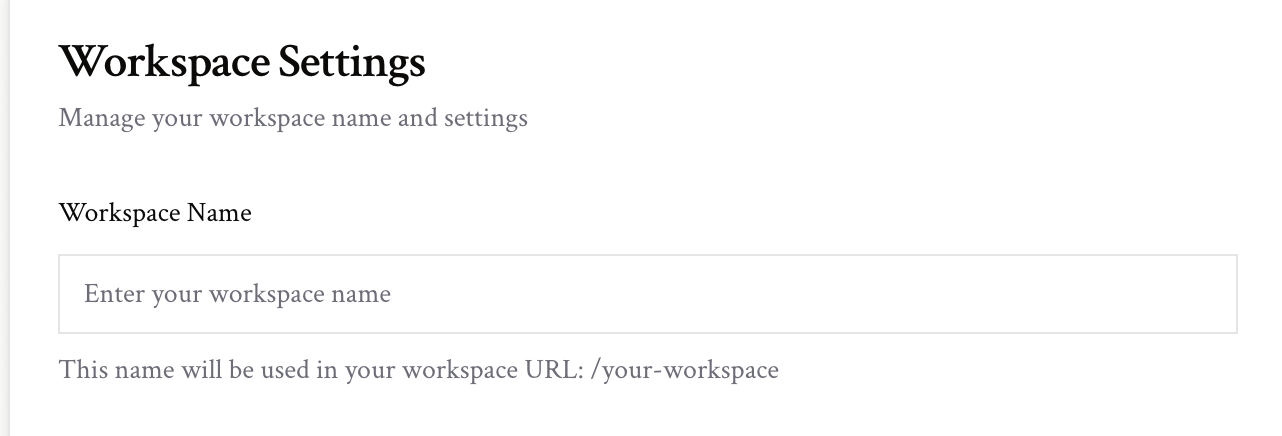 Workspace Settings
Manage your workspace name and settings
Workspace Name
Enter your workspace name
This name will be used in your workspace URL: /your-workspace